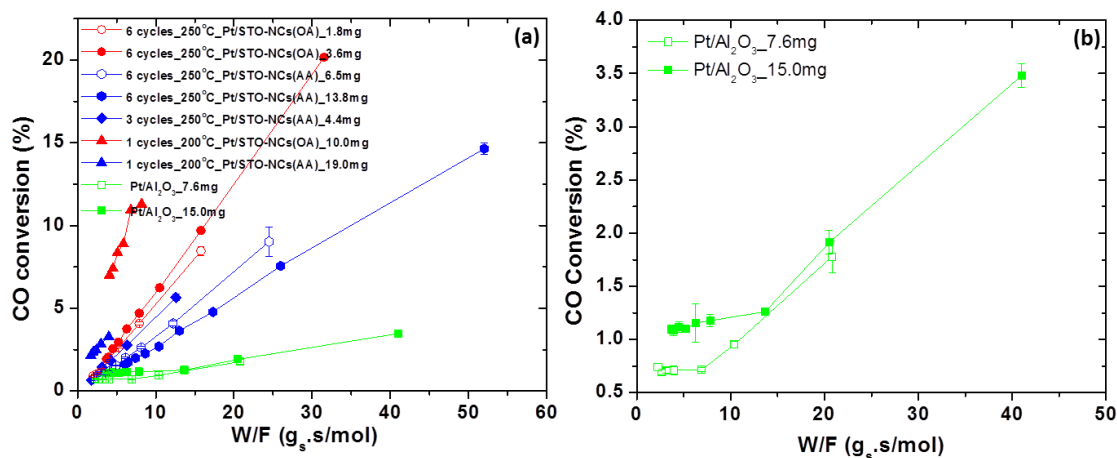 (a)
6 cycles_250°C_Pt/STO-NCs(OA)_1.8mg
6 cycles_250°C_Pt/STO-NCs(OA)_3.6mg
6 cycles_250°C_Pt/STO-NCs(AA)_6.5mg
6 cycles_250°C_Pt/STO-NCs(AA)_13.8mg
3 cycles_250°C_Pt/STO-NCs(AA)_4.4mg
1 cycles_200°C_Pt/STO-NCs(OA)_10.0mg
1 cycles_200°C_Pt/STO-NCs(AA)_19.0mg
Pt/Al₂O₃_7.6mg
Pt/Al₂O₃_15.0mg
CO conversion (%)
20
15
10
5
0
0 10 20 30 40 50 60
W/F (gₛ.s/mol)
(b)
Pt/Al₂O₃_7.6mg
Pt/Al₂O₃_15.0mg
CO Conversion (%)
4.0
3.5
3.0
2.5
2.0
1.5
1.0
0.5
0 10 20 30 40 50
W/F (gₛ.s/mol)